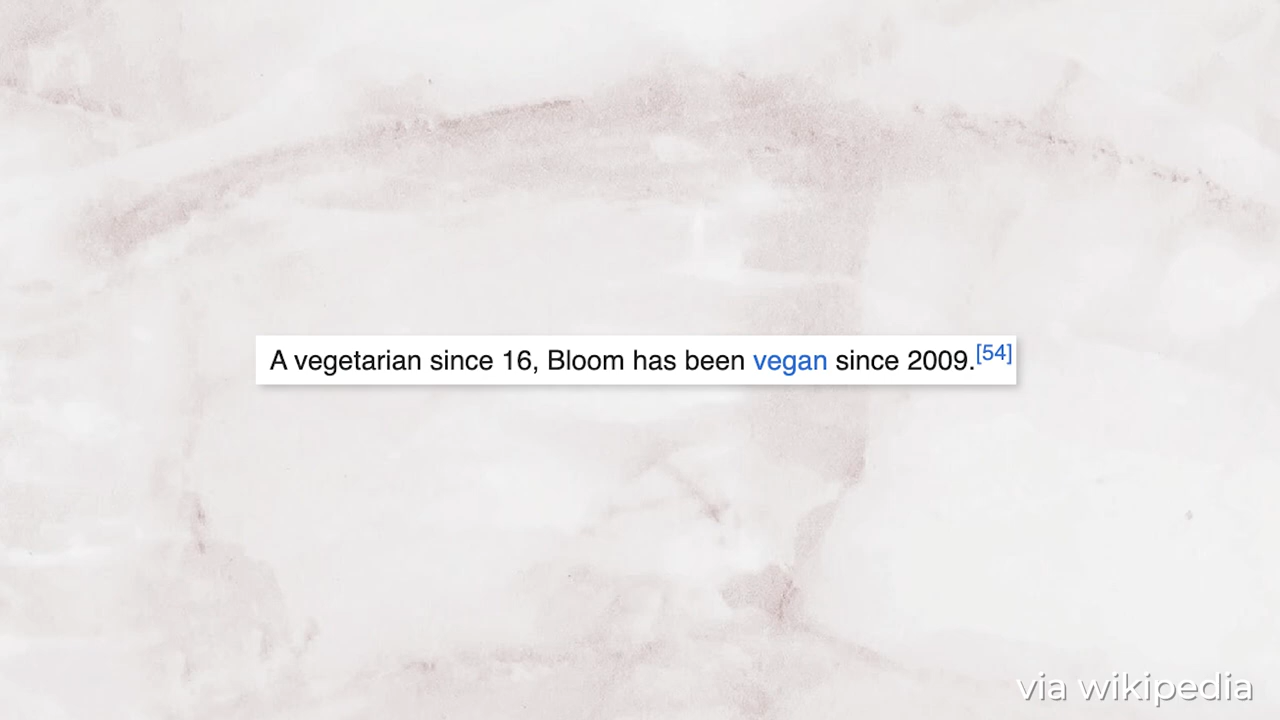 A vegetarian since 16, Bloom has been vegan since 2009.[54]
via wikipedia